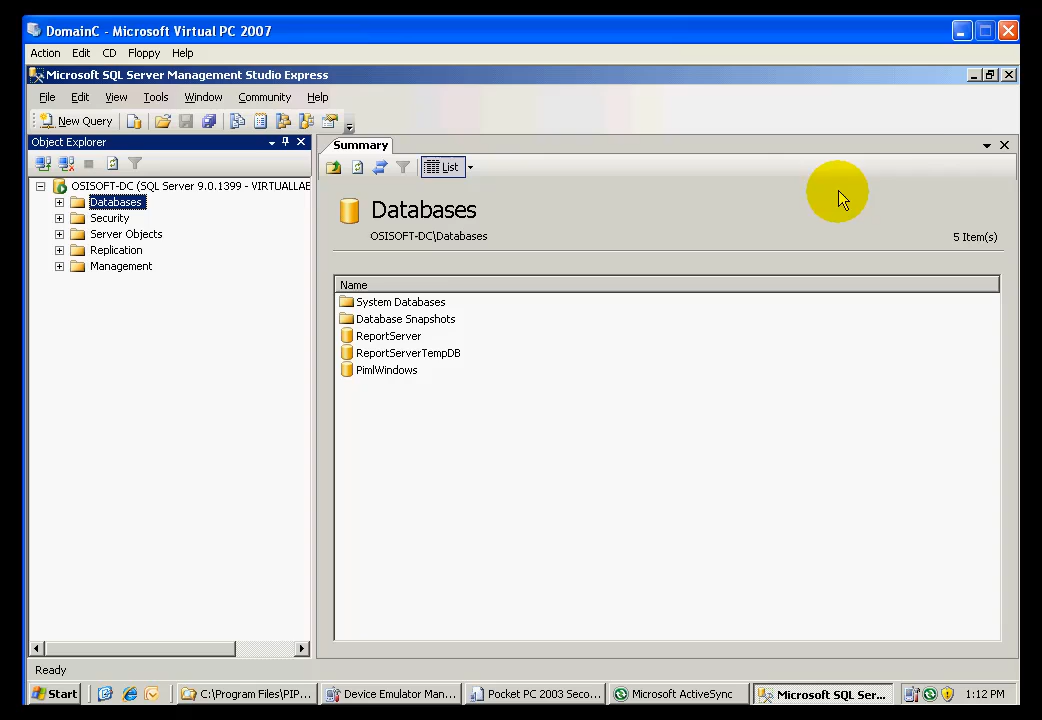 DomainC - Microsoft Virtual PC 2007
Action Edit CD Floppy Help
Microsoft SQL Server Management Studio Express
File Edit View Tools Window Community Help
New Query
Object Explorer
Summary
List
OSISOFT-DC (SQL Server 9.0.1399 - VIRTUALLAB
Databases
Security
Server Objects
Replication
Management
Databases
OSISOFT-DC\Databases
5 Item(s)
Name
System Databases
Database Snapshots
ReportServer
ReportServerTempDB
PimlWindows
Ready
Start
C:\Program Files\PIP...
Device Emulator Man...
Pocket PC 2003 Seco...
Microsoft ActiveSync
Microsoft SQL Ser...
1:12 PM